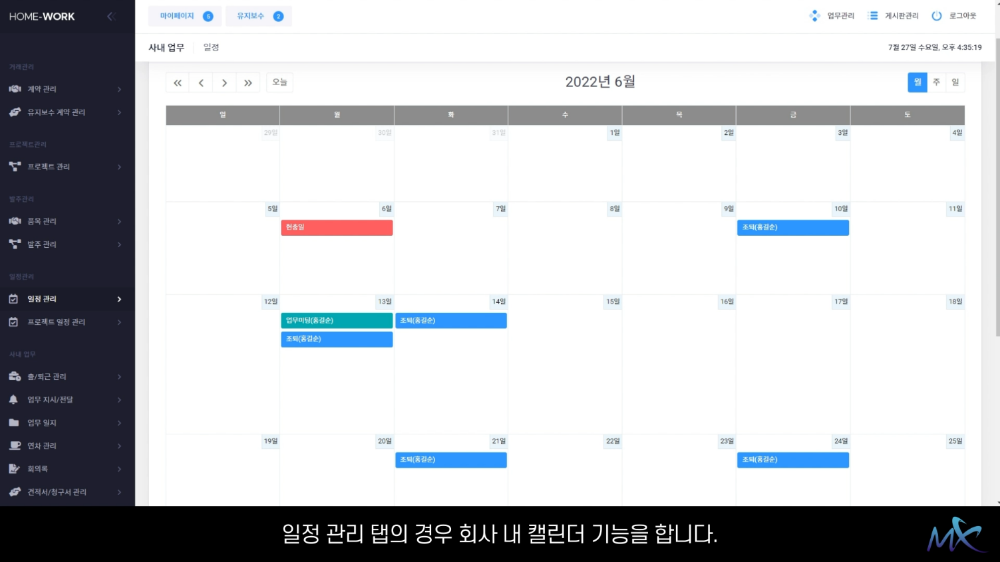 HOME-WORK
마이페이지 5
유지보수 2
업무관리
게시판관리
로그아웃
사내 업무
일정
7월 27일 수요일, 오후 4:35:19
거래관리
계약 관리
유지보수 계약 관리
프로젝트관리
프로젝트 관리
발주관리
품목 관리
발주 관리
일정관리
일정 관리
프로젝트 일정 관리
사내 업무
출/퇴근 관리
업무 지시/전달
업무 일지
연차 관리
회의록
견적서/청구서 관리
오늘
2022년 6월
월 주 일
일 월 화 수 목 금 토
29일 30일 31일 1일 2일 3일 4일
5일 6일 7일 8일 9일 10일 11일
현충일
조퇴(홍길순)
12일 13일 14일 15일 16일 17일 18일
업무미팅(홍길순)
조퇴(홍길순)
조퇴(홍길순)
19일 20일 21일 22일 23일 24일 25일
조퇴(홍길순)
조퇴(홍길순)
일정 관리 탭의 경우 회사 내 캘린더 기능을 합니다.
MX